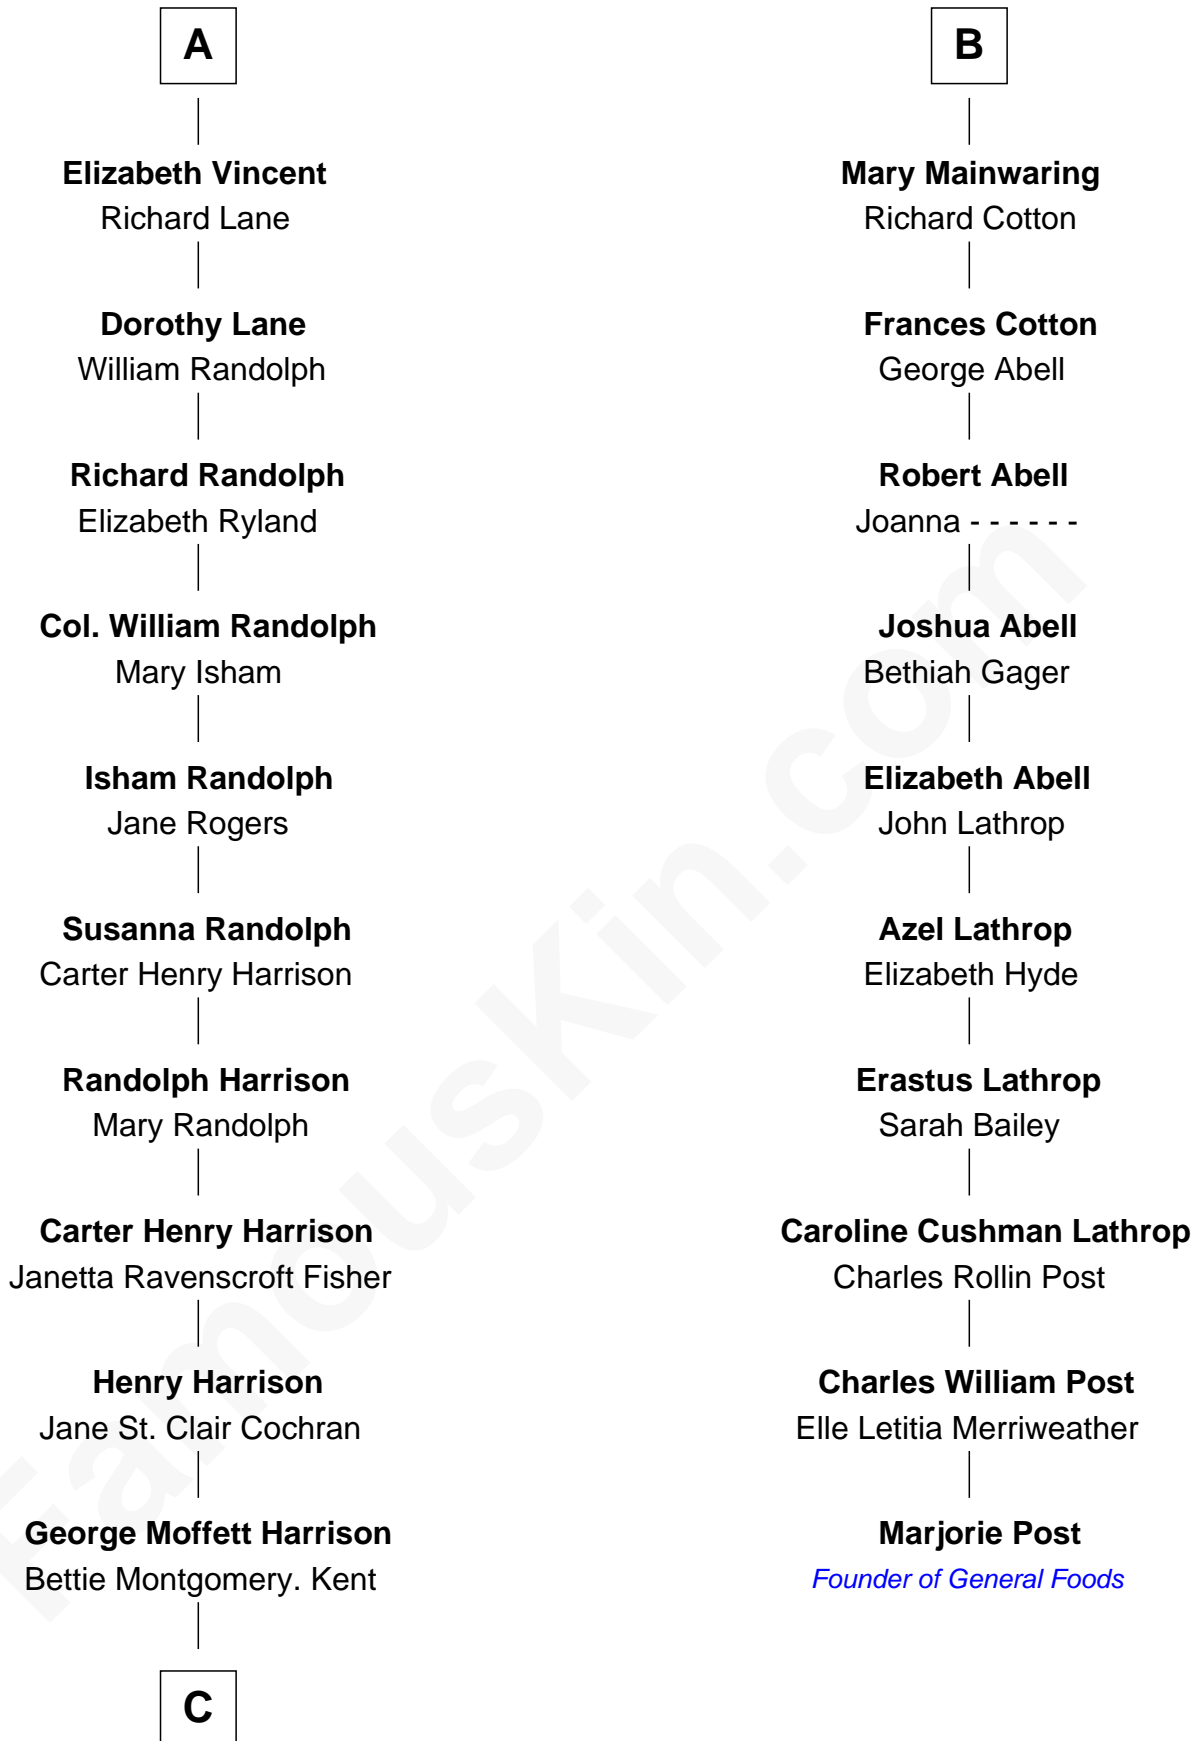 A
Elizabeth Vincent
Richard Lane
Dorothy Lane
William Randolph
Richard Randolph
Elizabeth Ryland
Col. William Randolph
Mary Isham
Isham Randolph
Jane Rogers
Susanna Randolph
Carter Henry Harrison
Randolph Harrison
Mary Randolph
Carter Henry Harrison
Janetta Ravenscroft Fisher
Henry Harrison
Jane St. Clair Cochran
George Moffett Harrison
Bettie Montgomery. Kent
C
B
Mary Mainwaring
Richard Cotton
Frances Cotton
George Abell
Robert Abell
Joanna - - - - - -
Joshua Abell
Bethiah Gager
Elizabeth Abell
John Lathrop
Azel Lathrop
Elizabeth Hyde
Erastus Lathrop
Sarah Bailey
Caroline Cushman Lathrop
Charles Rollin Post
Charles William Post
Elle Letitia Merriweather
Marjorie Post
Founder of General Foods
FamousKin.com